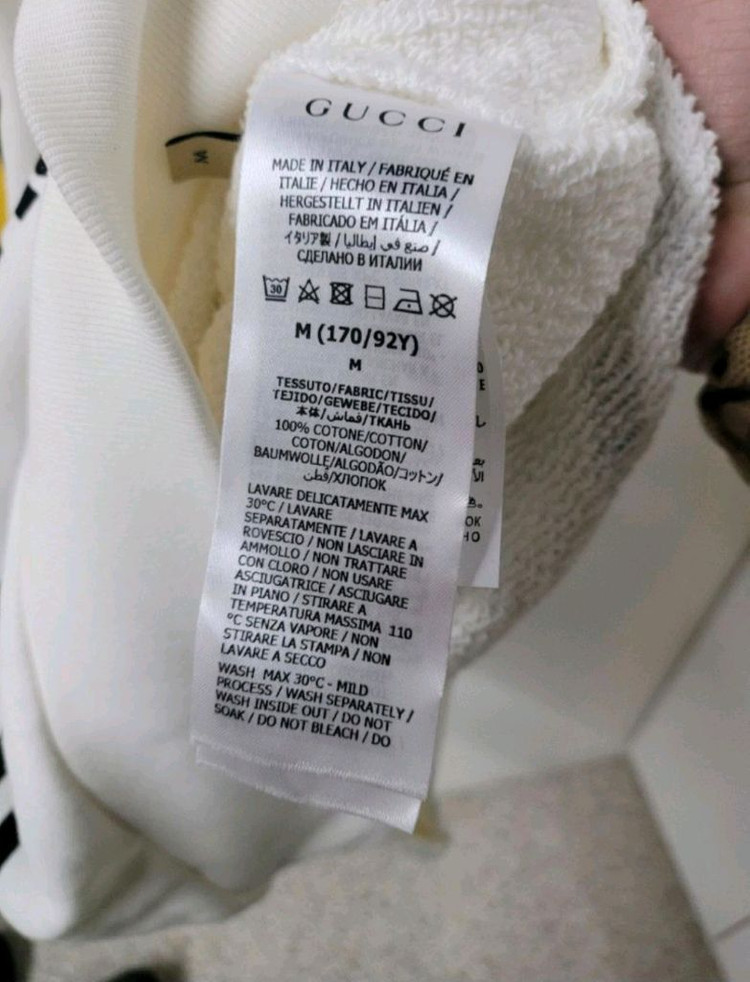 GUCCI
M
MADE IN ITALY / FABRIQUÉ EN
ITALIE / HECHO EN ITALIA /
HERGESTELLT IN ITALIEN /
FABRICADO EM ITÁLIA /
イタリア製 / صنع في إيطاليا /
СДЕЛАНО В ИТАЛИИ
30
M (170/92Y)
M
TESSUTO/FABRIC/TISSU/
TEJIDO/GEWEBE/TECIDO/
本体/قماش/ТКАНЬ
100% COTONE/COTTON/
COTON/ALGODON/
BAUMWOLLE/ALGODÃO/コットン/
قطن/ХЛОПОК
LAVARE DELICATAMENTE MAX
30°C / LAVARE
SEPARATAMENTE / LAVARE A
ROVESCIO / NON LASCIARE IN
AMMOLLO / NON TRATTARE
CON CLORO / NON USARE
ASCIUGATRICE / ASCIUGARE
IN PIANO / STIRARE A
TEMPERATURA MASSIMA 110
°C SENZA VAPORE / NON
STIRARE LA STAMPA / NON
LAVARE A SECCO
WASH MAX 30°C - MILD
PROCESS / WASH SEPARATELY /
WASH INSIDE OUT / DO NOT
SOAK / DO NOT BLEACH / DO